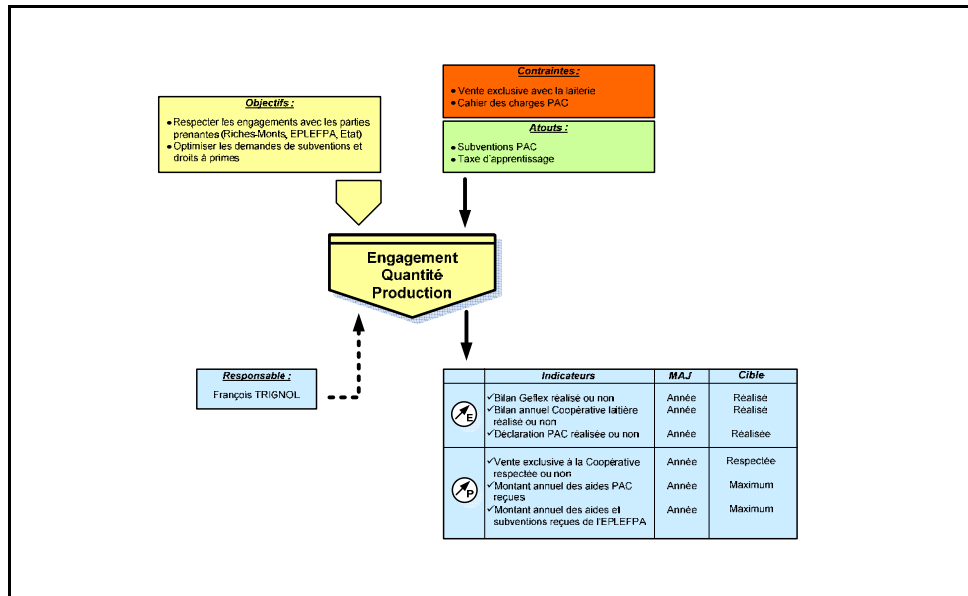 Contraintes :
✓Vente exclusive avec la laiterie
Cahier des charges PAC
Objectifs :
• Respecter les engagements avec les parties
prenantes (Riches-Monts, EPLEFPA, Etat)
• Optimiser les demandes de subventions et
droits à primes
Atouts :
• Subventions PAC
• Taxe d'apprentissage
Engagement
Quantité
Production
Responsable :
François TRIGNOL
Indicateurs MAJ Cible
E
✓Bilan Geflex réalisé ou non Année Réalisé
✓Bilan annuel Coopérative laitière Année Réalisé
réalisé ou non
✓Déclaration PAC réalisée ou non Année Réalisée
P
✓Vente exclusive à la Coopérative Année Respectée
respectée ou non
✓Montant annuel des aides PAC Année Maximum
reçues
✓Montant annuel des aides et Année Maximum
subventions reçues de l'EPLEFPA